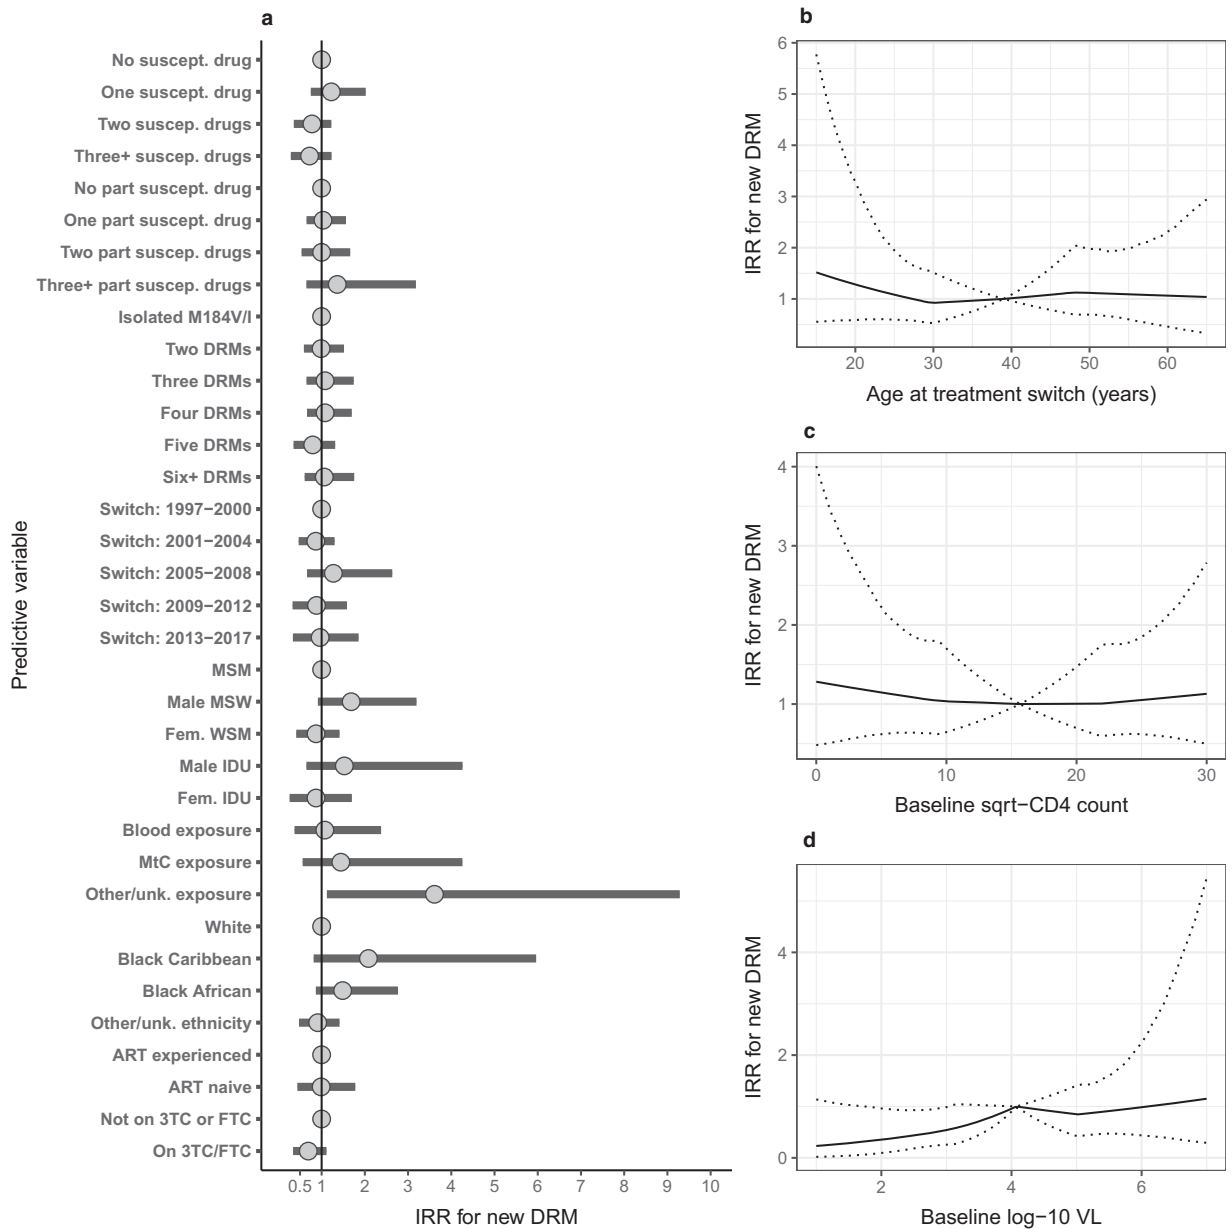 a
Predictive variable
No suscept. drug
One suscept. drug
Two suscep. drugs
Three+ suscep. drugs
No part suscept. drug
One part suscept. drug
Two part suscep. drugs
Three+ part suscep. drugs
Isolated M184V/I
Two DRMs
Three DRMs
Four DRMs
Five DRMs
Six+ DRMs
Switch: 1997−2000
Switch: 2001−2004
Switch: 2005−2008
Switch: 2009−2012
Switch: 2013−2017
MSM
Male MSW
Fem. WSM
Male IDU
Fem. IDU
Blood exposure
MtC exposure
Other/unk. exposure
White
Black Caribbean
Black African
Other/unk. ethnicity
ART experienced
ART naive
Not on 3TC or FTC
On 3TC/FTC
0.5 1 2 3 4 5 6 7 8 9 10
IRR for new DRM
b
IRR for new DRM
6
5
4
3
2
1
20 30 40 50 60
Age at treatment switch (years)
c
IRR for new DRM
4
3
2
1
0 10 20 30
Baseline sqrt−CD4 count
d
IRR for new DRM
4
2
0
2 4 6
Baseline log−10 VL